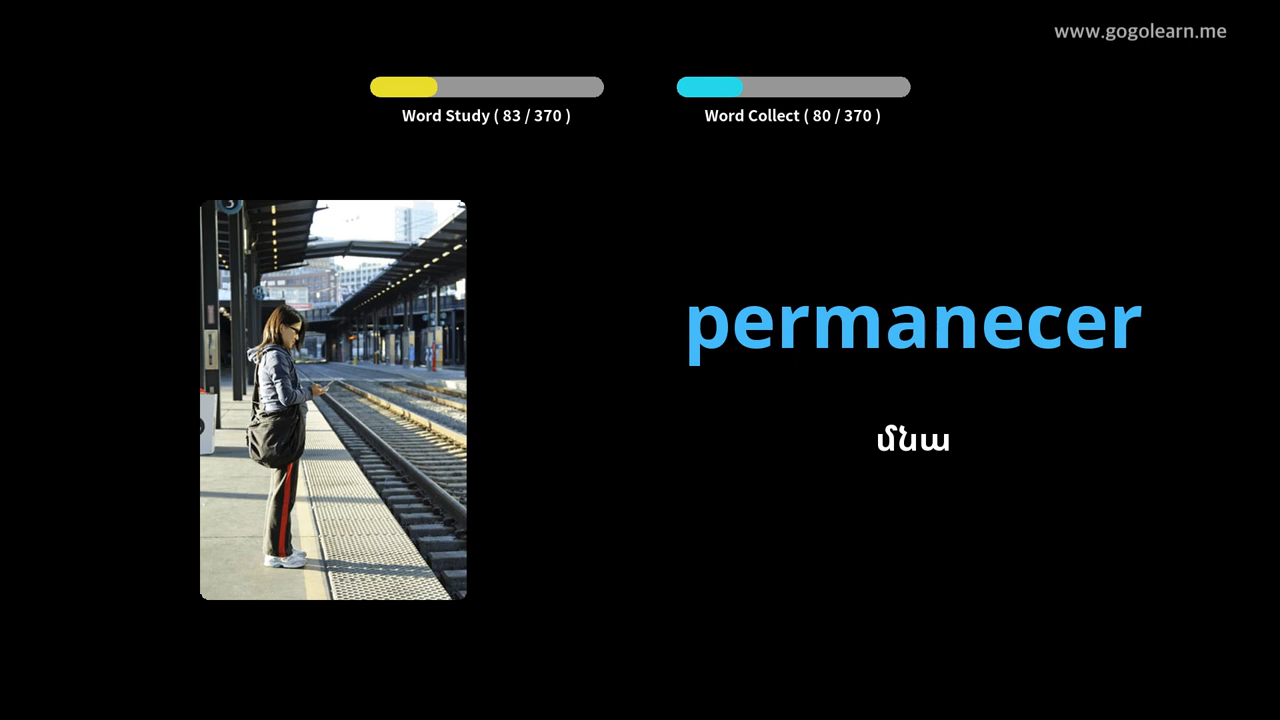 www.gogolearn.me
Word Study ( 83 / 370 )
Word Collect ( 80 / 370 )
permanecer
մնա